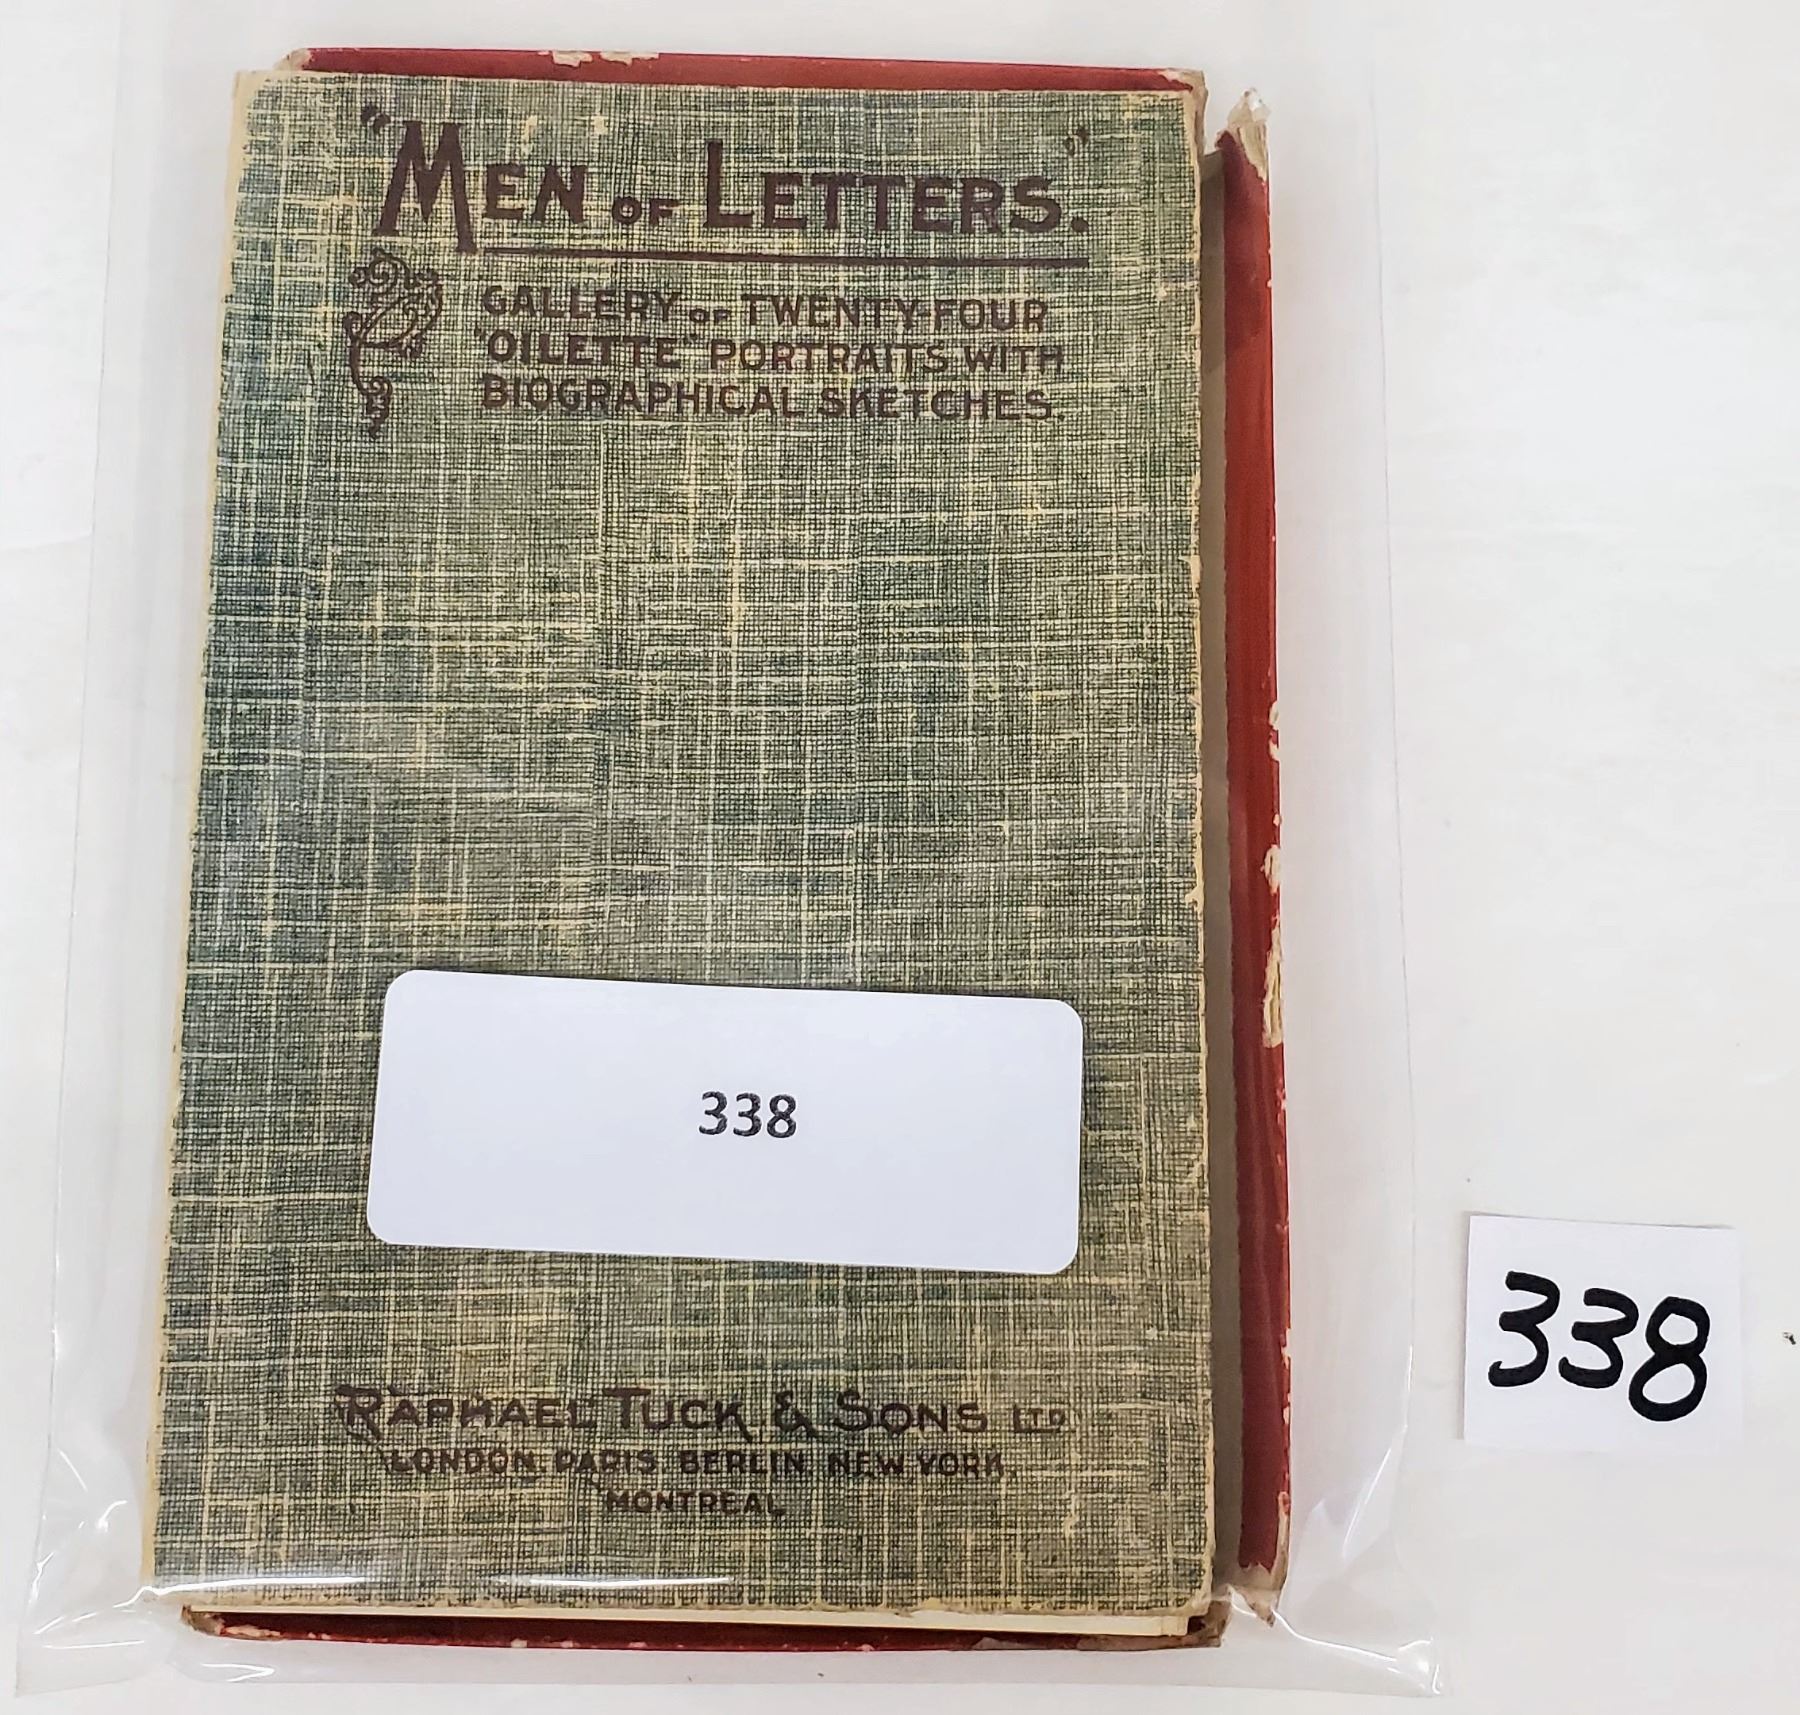 "MEN OF LETTERS."
GALLERY OF TWENTY-FOUR
"OILETTE" PORTRAITS WITH
BIOGRAPHICAL SKETCHES.
338
RAPHAEL TUCK & SONS LTD
LONDON. PARIS. BERLIN. NEW YORK.
MONTREAL
338